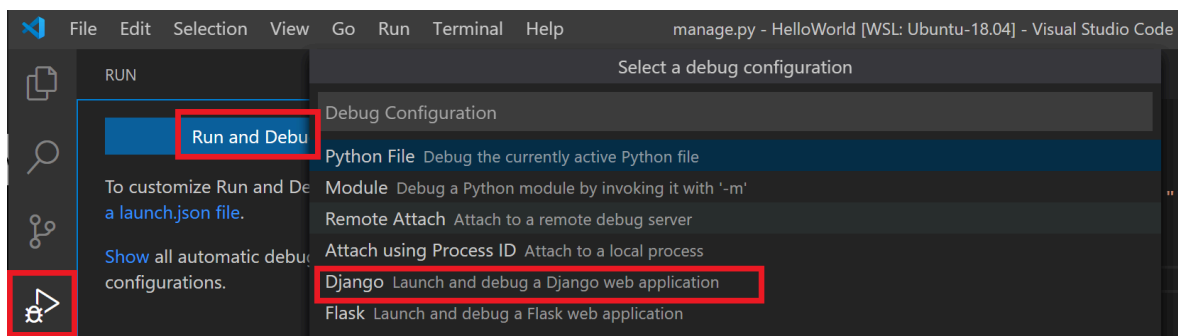 File Edit Selection View Go Run Terminal Help manage.py - HelloWorld [WSL: Ubuntu-18.04] - Visual Studio Code
RUN
Run and Debu
To customize Run and De
a launch.json file.
Show all automatic debu
configurations.
Select a debug configuration
Debug Configuration
Python File Debug the currently active Python file
Module Debug a Python module by invoking it with '-m'
Remote Attach Attach to a remote debug server
Attach using Process ID Attach to a local process
Django Launch and debug a Django web application
Flask Launch and debug a Flask web application
"